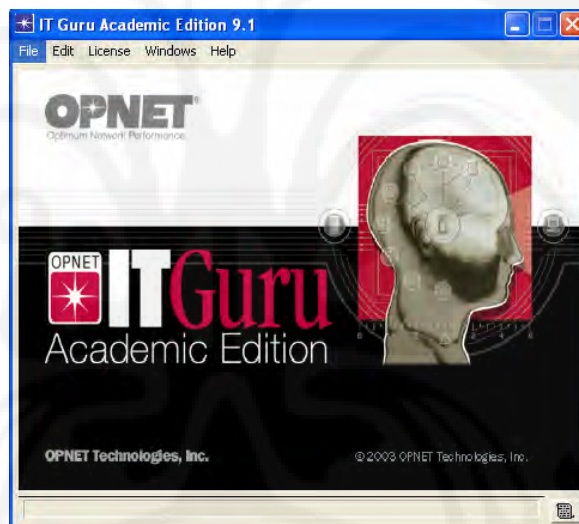 IT Guru Academic Edition 9.1
File Edit License Windows Help
OPNET®
Optimum Network Performance
OPNET
ITGuru
Academic Edition
OPNET Technologies, Inc.
©2003 OPNET Technologies, Inc.